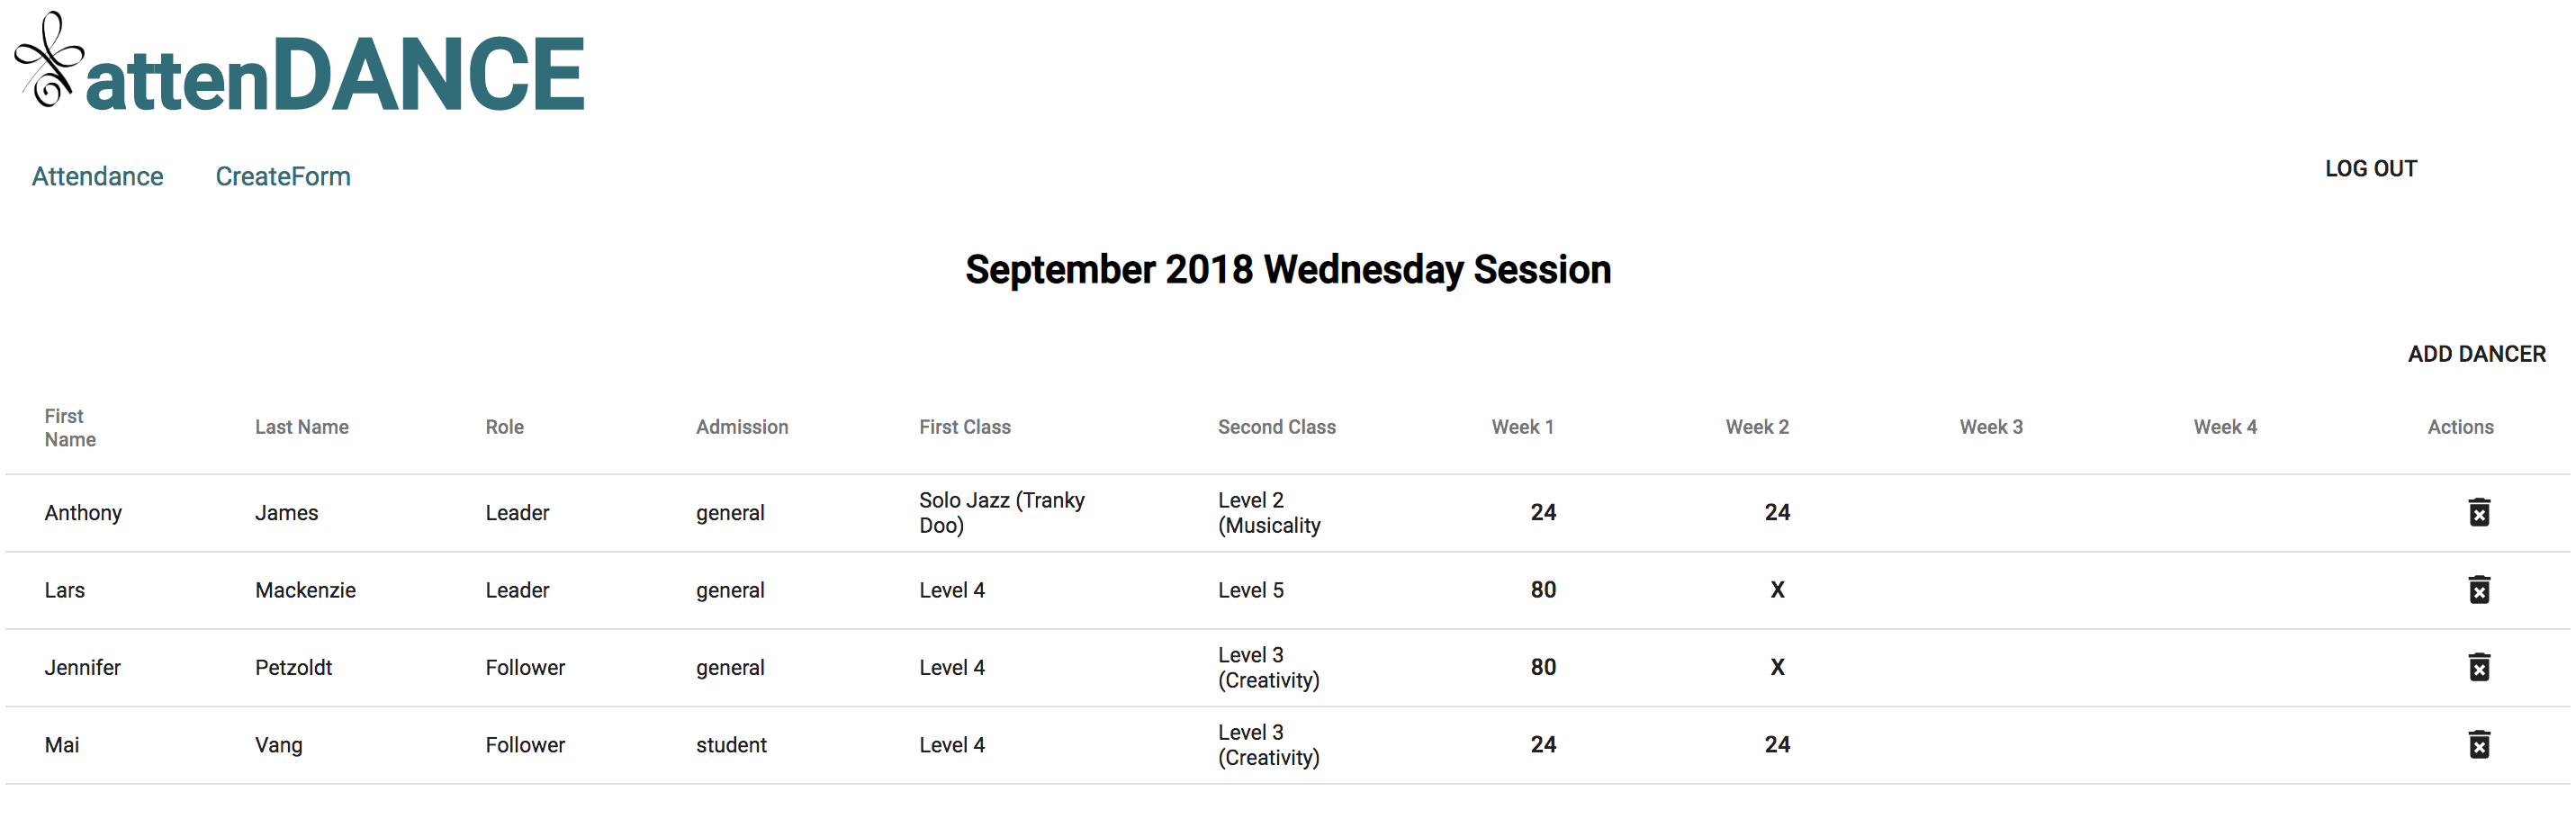 attenDANCE
Attendance CreateForm LOG OUT
September 2018 Wednesday Session
ADD DANCER
First Name Last Name Role Admission First Class Second Class Week 1 Week 2 Week 3 Week 4 Actions
Anthony James Leader general Solo Jazz (Tranky Doo) Level 2 (Musicality 24 24
Lars Mackenzie Leader general Level 4 Level 5 80 X
Jennifer Petzoldt Follower general Level 4 Level 3 (Creativity) 80 X
Mai Vang Follower student Level 4 Level 3 (Creativity) 24 24